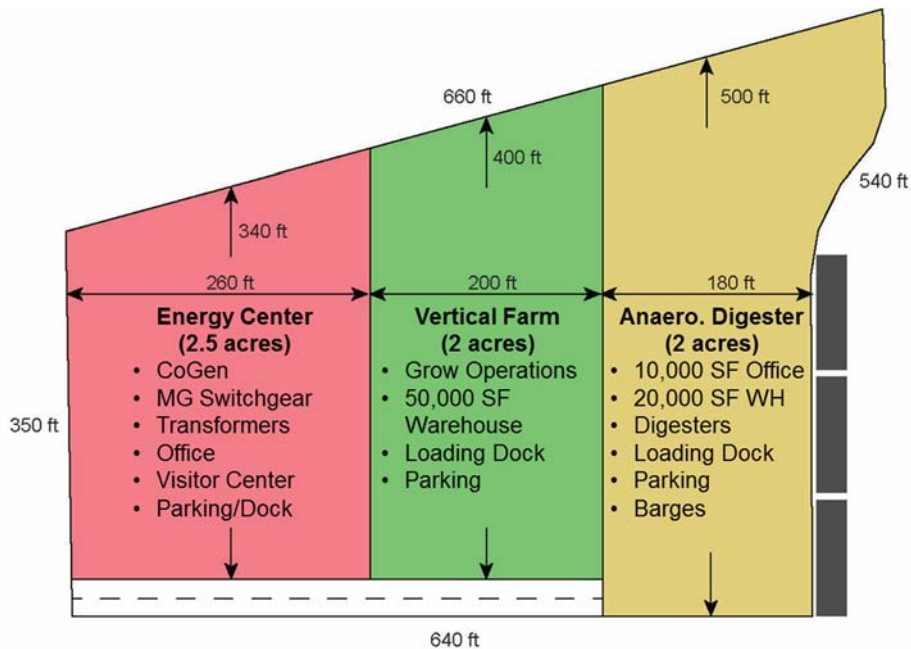 660 ft
500 ft
400 ft
540 ft
340 ft
260 ft
200 ft
180 ft
Energy Center
(2.5 acres)
• CoGen
• MG Switchgear
• Transformers
• Office
• Visitor Center
• Parking/Dock
Vertical Farm
(2 acres)
• Grow Operations
• 50,000 SF
Warehouse
• Loading Dock
• Parking
Anaero. Digester
(2 acres)
• 10,000 SF Office
• 20,000 SF WH
• Digesters
• Loading Dock
• Parking
• Barges
350 ft
640 ft